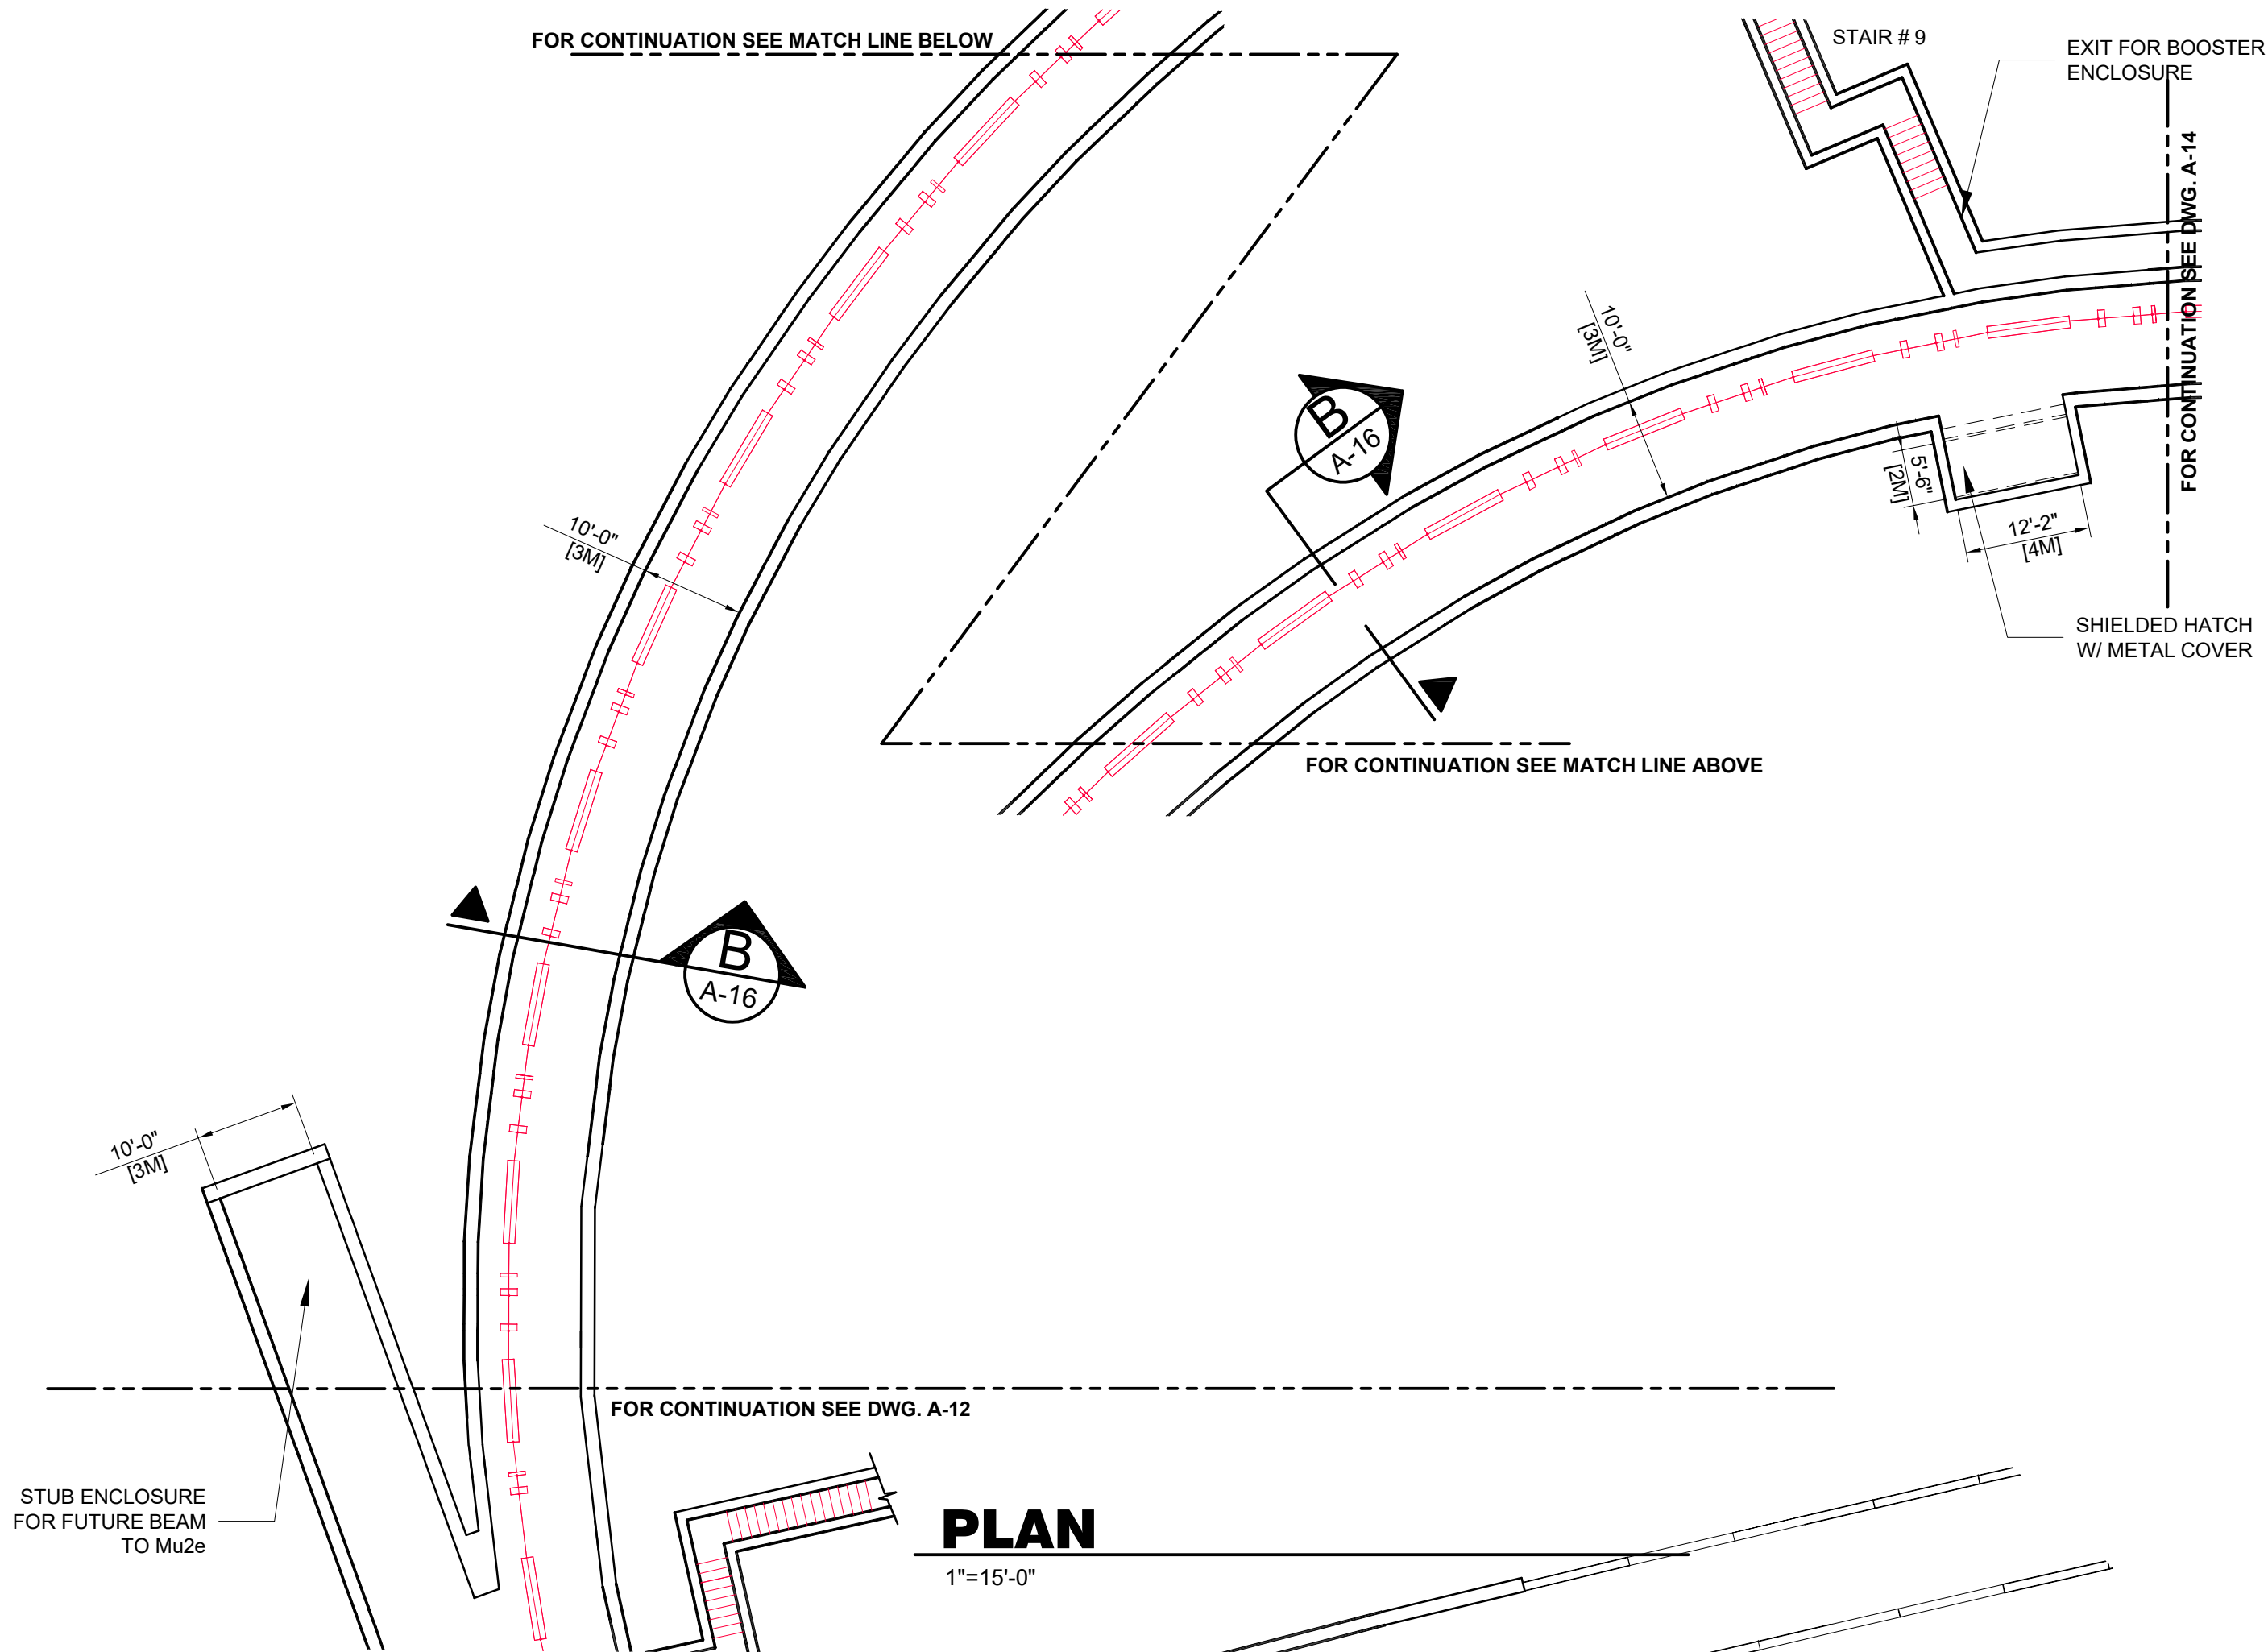 FOR CONTINUATION SEE MATCH LINE BELOW
STAIR # 9
EXIT FOR BOOSTER
ENCLOSURE
FOR CONTINUATION SEE DWG. A-14
10'-0"
[3M]
B
A-16
5'-6"
[2M]
12'-2"
[4M]
10'-0"
[3M]
SHIELDED HATCH
W/ METAL COVER
FOR CONTINUATION SEE MATCH LINE ABOVE
B
A-16
10'-0"
[3M]
FOR CONTINUATION SEE DWG. A-12
STUB ENCLOSURE
FOR FUTURE BEAM
TO Mu2e
PLAN
1"=15'-0"